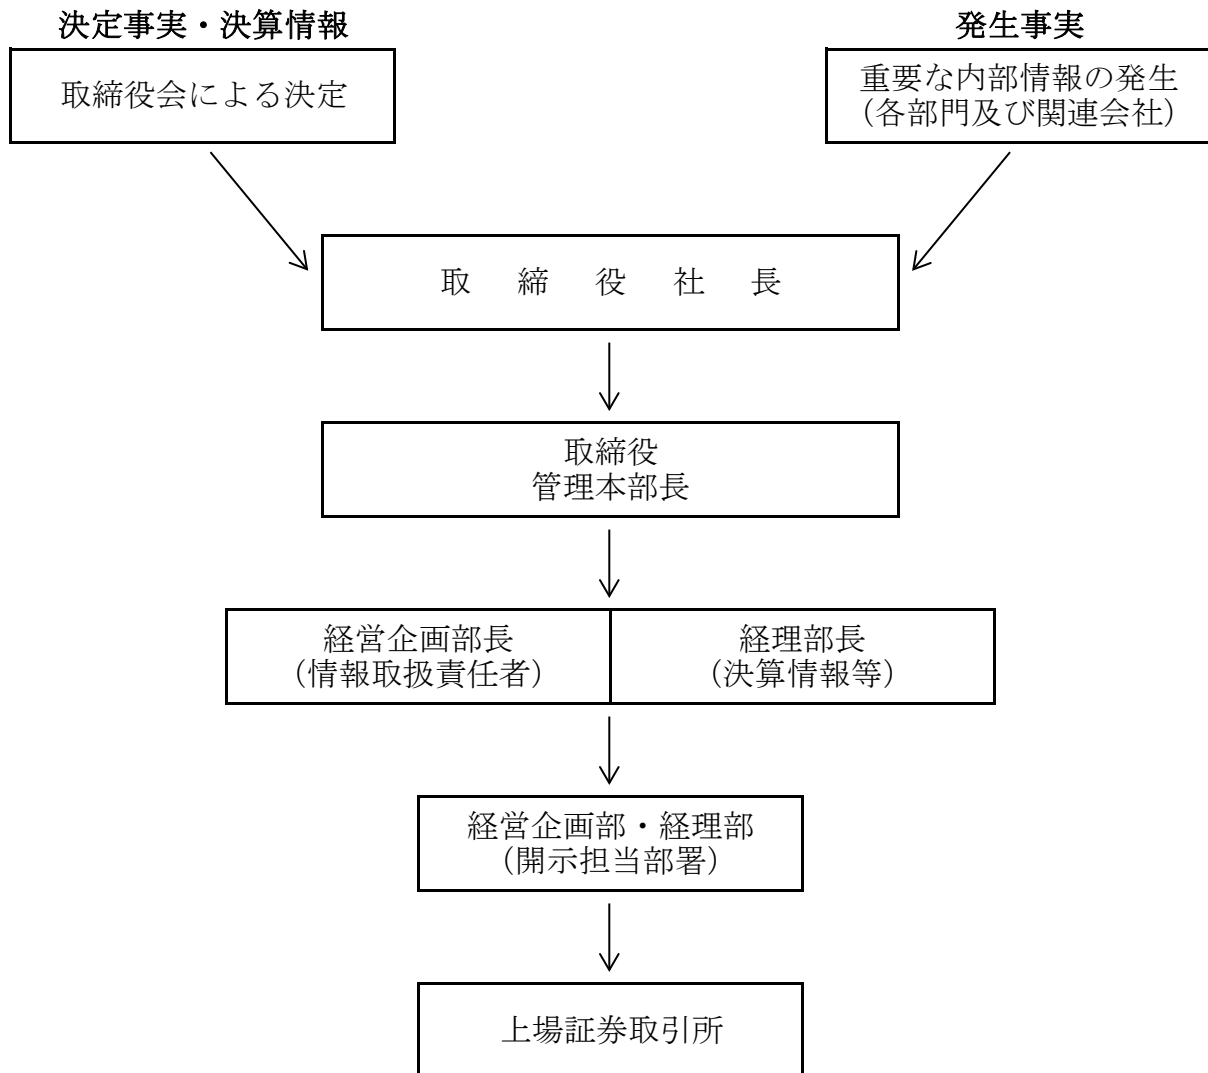 決定事実・決算情報
発生事実
取締役会による決定
重要な内部情報の発生
（各部門及び関連会社）
取締役社長
取締役
管理本部長
経営企画部長
（情報取扱責任者）
経理部長
（決算情報等）
経営企画部・経理部
（開示担当部署）
上場証券取引所